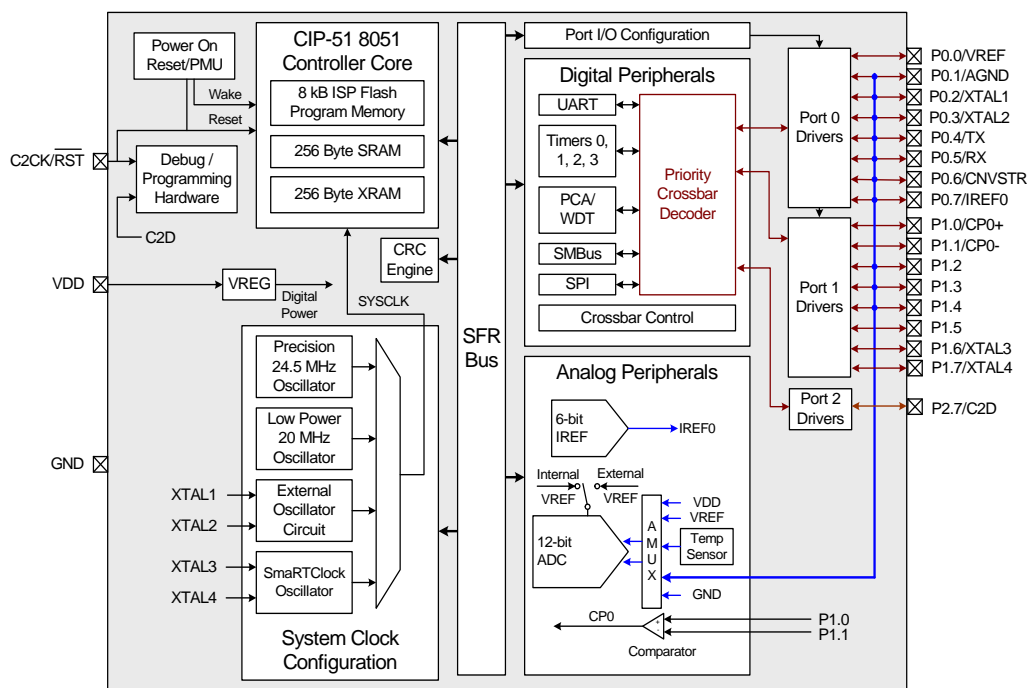 Power On
Reset/PMU
Wake
Reset
C2CK/RST
Debug /
Programming
Hardware
C2D
VDD
VREG
Digital
Power
GND
CIP-51 8051
Controller Core
8 kB ISP Flash
Program Memory
256 Byte SRAM
256 Byte XRAM
CRC
Engine
SYSCLK
Precision
24.5 MHz
Oscillator
Low Power
20 MHz
Oscillator
XTAL1
XTAL2
External
Oscillator
Circuit
XTAL3
XTAL4
SmaRTClock
Oscillator
System Clock
Configuration
SFR
Bus
Port I/O Configuration
Digital Peripherals
UART
Timers 0,
1, 2, 3
PCA/
WDT
SMBus
SPI
Priority
Crossbar
Decoder
Crossbar Control
Analog Peripherals
6-bit
IREF
IREF0
Internal
VREF
External
VREF
12-bit
ADC
A
M
U
X
VDD
VREF
Temp
Sensor
GND
CP0
+
-
Comparator
P1.0
P1.1
Port 0
Drivers
Port 1
Drivers
Port 2
Drivers
P0.0/VREF
P0.1/AGND
P0.2/XTAL1
P0.3/XTAL2
P0.4/TX
P0.5/RX
P0.6/CNVSTR
P0.7/IREF0
P1.0/CP0+
P1.1/CP0-
P1.2
P1.3
P1.4
P1.5
P1.6/XTAL3
P1.7/XTAL4
P2.7/C2D